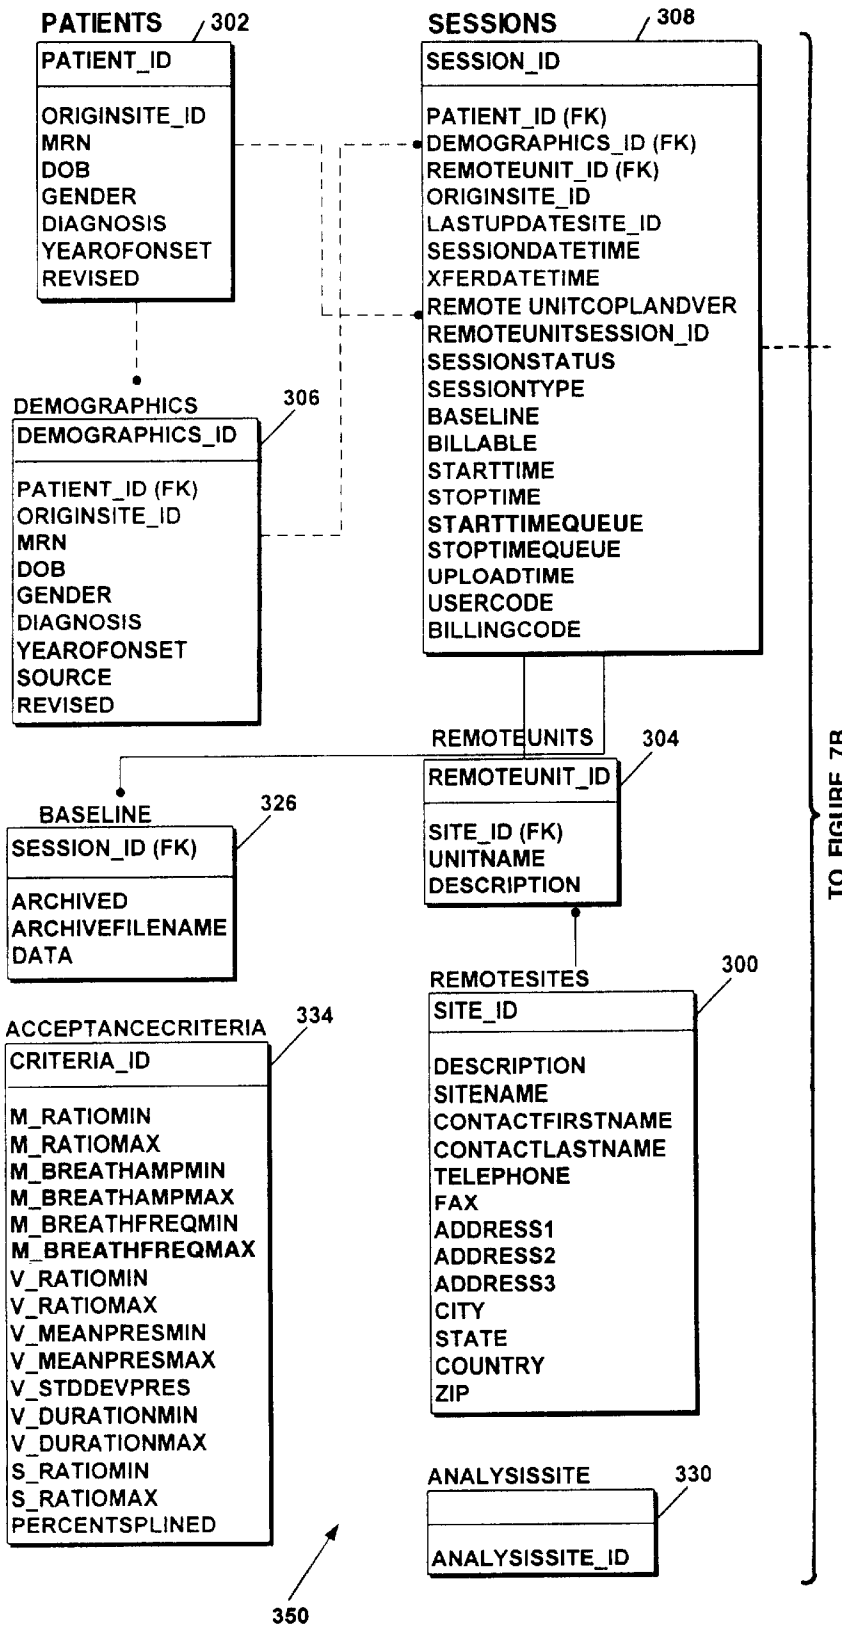 PATIENTS
302
PATIENT_ID
ORIGINSITE_ID
MRN
DOB
GENDER
DIAGNOSIS
YEAROFONSET
REVISED
SESSIONS
308
SESSION_ID
PATIENT_ID (FK)
DEMOGRAPHICS_ID (FK)
REMOTEUNIT_ID (FK)
ORIGINSITE_ID
LASTUPDATESITE_ID
SESSIONDATETIME
XFERDATETIME
REMOTE UNITCOPLANDVER
REMOTEUNITSESSION_ID
SESSIONSTATUS
SESSIONTYPE
BASELINE
BILLABLE
STARTTIME
STOPTIME
STARTTIMEQUEUE
STOPTIMEQUEUE
UPLOADTIME
USERCODE
BILLINGCODE
DEMOGRAPHICS
306
DEMOGRAPHICS_ID
PATIENT_ID (FK)
ORIGINSITE_ID
MRN
DOB
GENDER
DIAGNOSIS
YEAROFONSET
SOURCE
REVISED
REMOTEUNITS
304
REMOTEUNIT_ID
SITE_ID (FK)
UNITNAME
DESCRIPTION
BASELINE
326
SESSION_ID (FK)
ARCHIVED
ARCHIVEFILENAME
DATA
REMOTESITES
300
SITE_ID
DESCRIPTION
SITENAME
CONTACTFIRSTNAME
CONTACTLASTNAME
TELEPHONE
FAX
ADDRESS1
ADDRESS2
ADDRESS3
CITY
STATE
COUNTRY
ZIP
ACCEPTANCECRITERIA
334
CRITERIA_ID
M_RATIOMIN
M_RATIOMAX
M_BREATHAMPMIN
M_BREATHAMPMAX
M_BREATHFREQMIN
M_BREATHFREQMAX
V_RATIOMIN
V_RATIOMAX
V_MEANPRESMIN
V_MEANPRESMAX
V_STDDEVPRES
V_DURATIONMIN
V_DURATIONMAX
S_RATIOMIN
S_RATIOMAX
PERCENTSPLINED
ANALYSISSITE
330
ANALYSISSITE_ID
350
TO FIGURE 7B